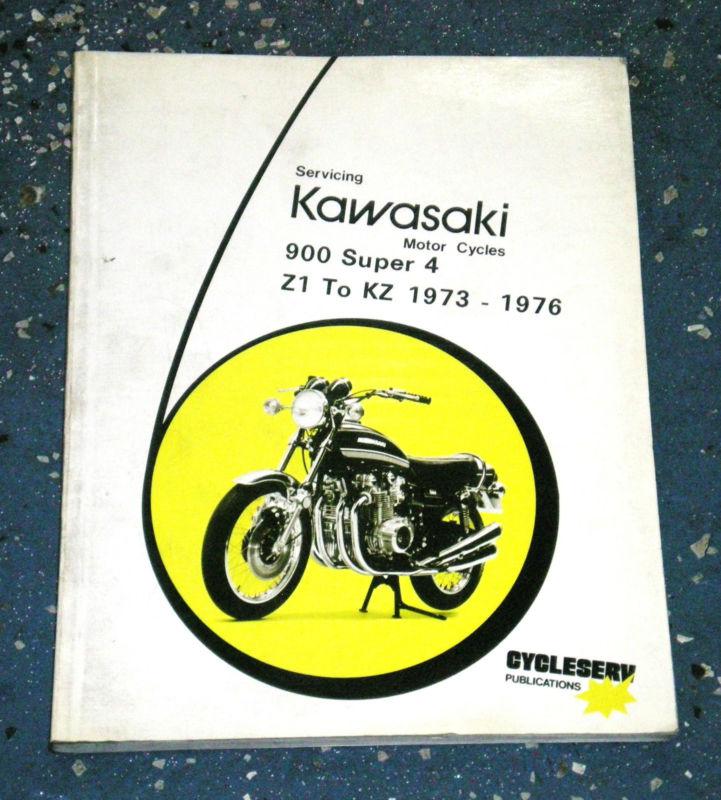 Servicing
Kawasaki
Motor Cycles
900 Super 4
Z1 To KZ 1973 - 1976
CYCLESERV
PUBLICATIONS